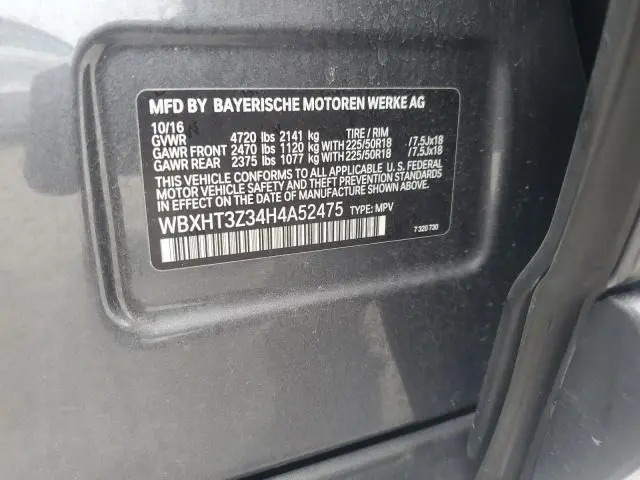 MFD BY BAYERISCHE MOTOREN WERKE AG
10/16
GVWR 4720 lbs 2141 kg TIRE / RIM
GAWR FRONT 2470 lbs 1120 kg WITH 225/50R18 /7.5Jx18
GAWR REAR 2375 lbs 1077 kg WITH 225/50R18 /7.5Jx18
THIS VEHICLE CONFORMS TO ALL APPLICABLE U. S. FEDERAL
MOTOR VEHICLE SAFETY AND THEFT PREVENTION STANDARDS
IN EFFECT ON THE DATE OF MANUFACTURE SHOWN ABOVE.
WBXHT3Z34H4A52475 TYPE: MPV
7 320 730